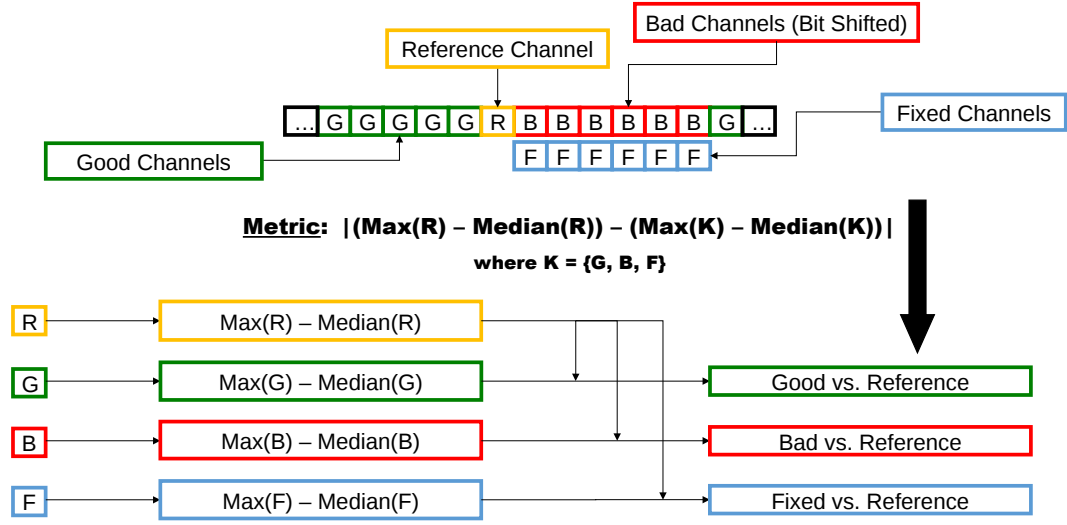 Bad Channels (Bit Shifted)
Reference Channel
Fixed Channels
... G G G G G R B B B B B B G ...
Good Channels
F F F F F F
Metric: |(Max(R) – Median(R)) – (Max(K) – Median(K))|
where K = {G, B, F}
R Max(R) – Median(R)
G Max(G) – Median(G) Good vs. Reference
B Max(B) – Median(B) Bad vs. Reference
F Max(F) – Median(F) Fixed vs. Reference